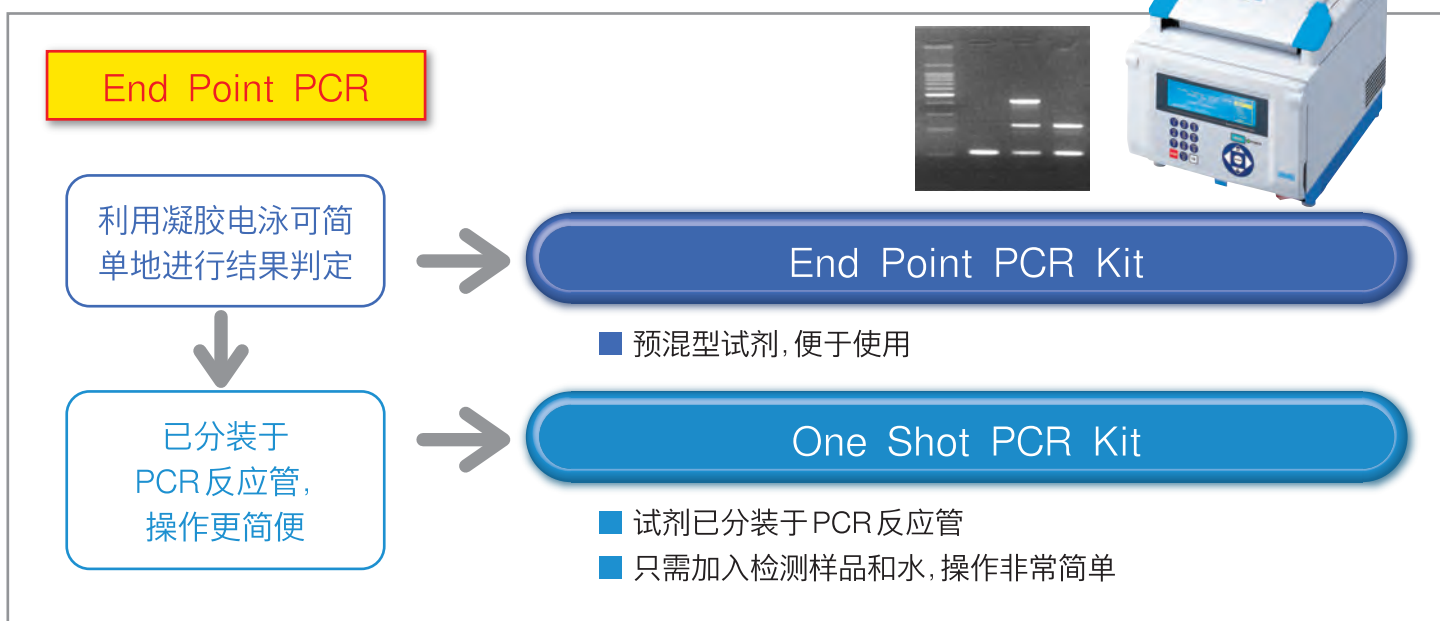 End Point PCR
利用凝胶电泳可简
单地进行结果判定
End Point PCR Kit
预混型试剂,便于使用
已分装于
PCR反应管,
操作更简便
One Shot PCR Kit
试剂已分装于PCR反应管
只需加入检测样品和水,操作非常简单